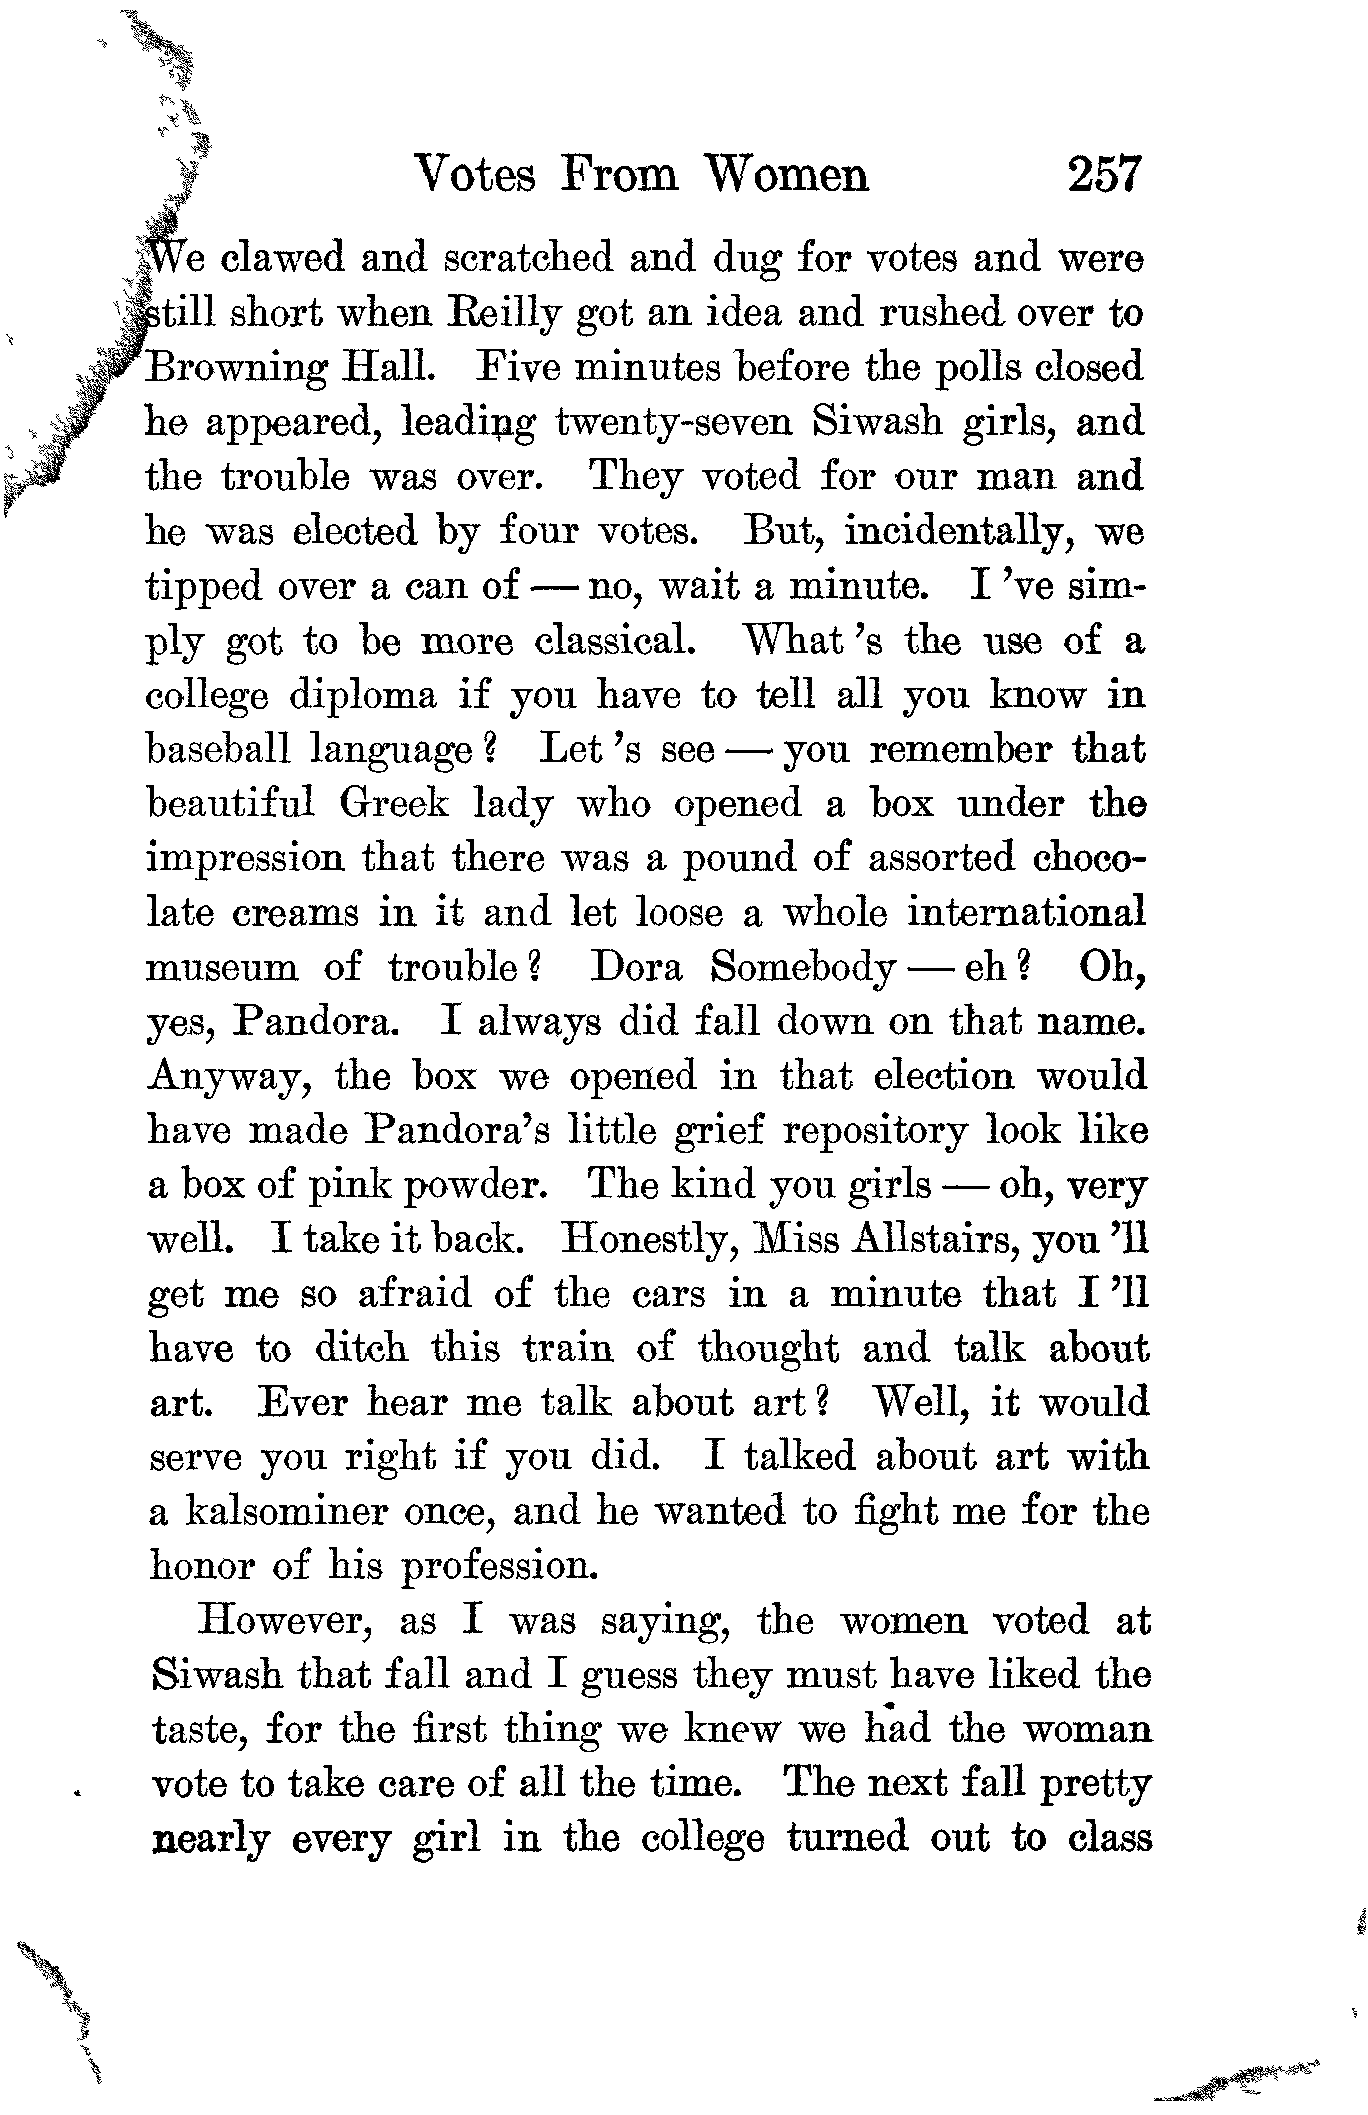 Votes From Women 257
We clawed and scratched and dug for votes and were
still short when Reilly got an idea and rushed over to
Browning Hall. Five minutes before the polls closed
he appeared, leading twenty-seven Siwash girls, and
the trouble was over. They voted for our man and
he was elected by four votes. But, incidentally, we
tipped over a can of — no, wait a minute. I 've sim-
ply got to be more classical. What 's the use of a
college diploma if you have to tell all you know in
baseball language? Let 's see — you remember that
beautiful Greek lady who opened a box under the
impression that there was a pound of assorted choco-
late creams in it and let loose a whole international
museum of trouble? Dora Somebody — eh? Oh,
yes, Pandora. I always did fall down on that name.
Anyway, the box we opened in that election would
have made Pandora's little grief repository look like
a box of pink powder. The kind you girls — oh, very
well. I take it back. Honestly, Miss Allstairs, you 'll
get me so afraid of the cars in a minute that I 'll
have to ditch this train of thought and talk about
art. Ever hear me talk about art? Well, it would
serve you right if you did. I talked about art with
a kalsominer once, and he wanted to fight me for the
honor of his profession.
However, as I was saying, the women voted at
Siwash that fall and I guess they must have liked the
taste, for the first thing we knew we had the woman
vote to take care of all the time. The next fall pretty
nearly every girl in the college turned out to class